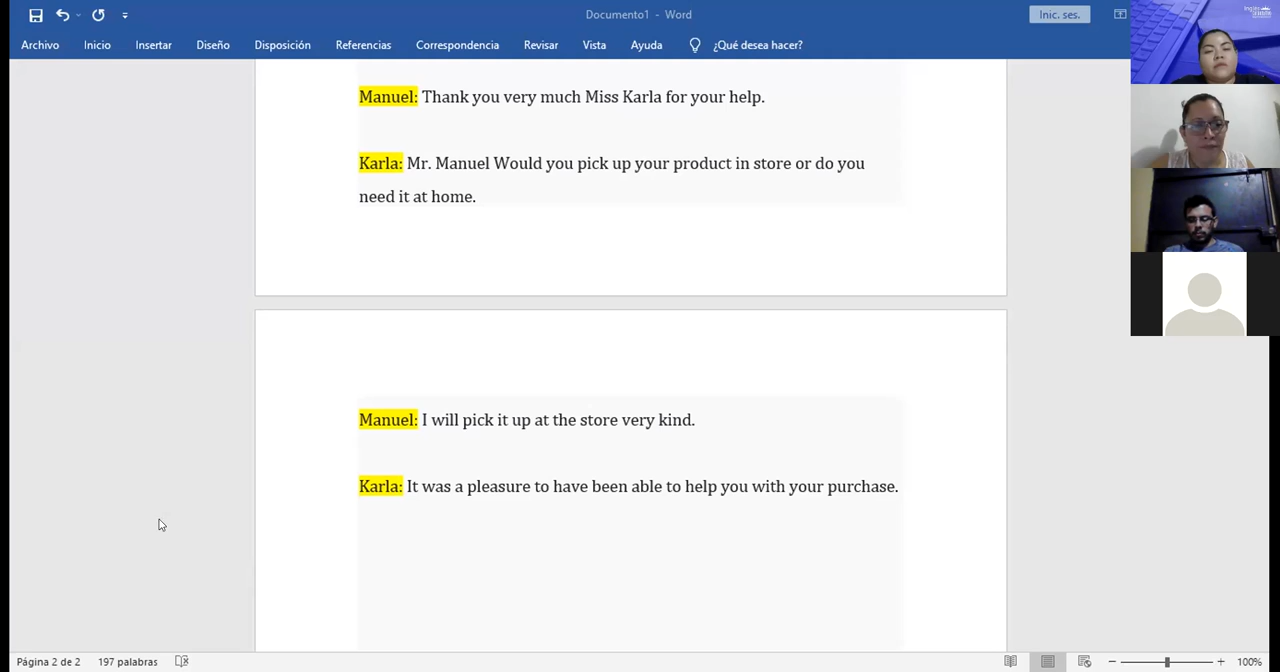 Documento1 - Word
Inic. ses.
Archivo Inicio Insertar Diseño Disposición Referencias Correspondencia Revisar Vista Ayuda ¿Qué desea hacer?
Manuel: Thank you very much Miss Karla for your help.
Karla: Mr. Manuel Would you pick up your product in store or do you
need it at home.
Manuel: I will pick it up at the store very kind.
Karla: It was a pleasure to have been able to help you with your purchase.
Página 2 de 2 197 palabras 100%